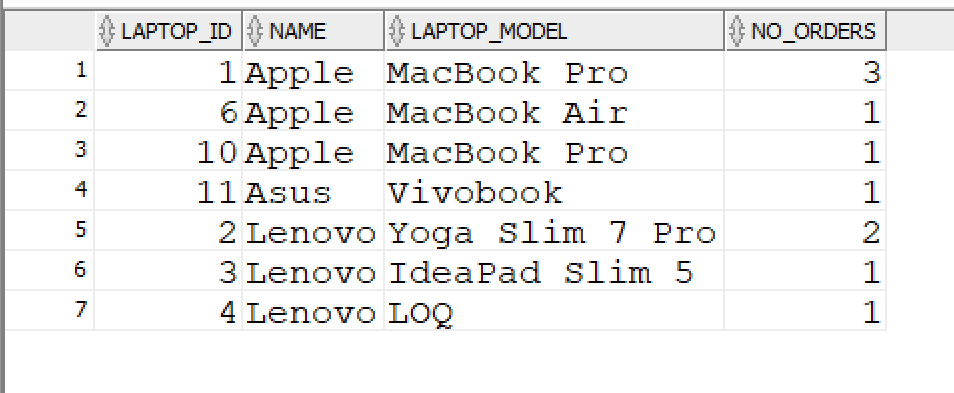 LAPTOP_ID NAME LAPTOP_MODEL NO_ORDERS
1 1 Apple MacBook Pro 3
2 6 Apple MacBook Air 1
3 10 Apple MacBook Pro 1
4 11 Asus Vivobook 1
5 2 Lenovo Yoga Slim 7 Pro 2
6 3 Lenovo IdeaPad Slim 5 1
7 4 Lenovo LOQ 1